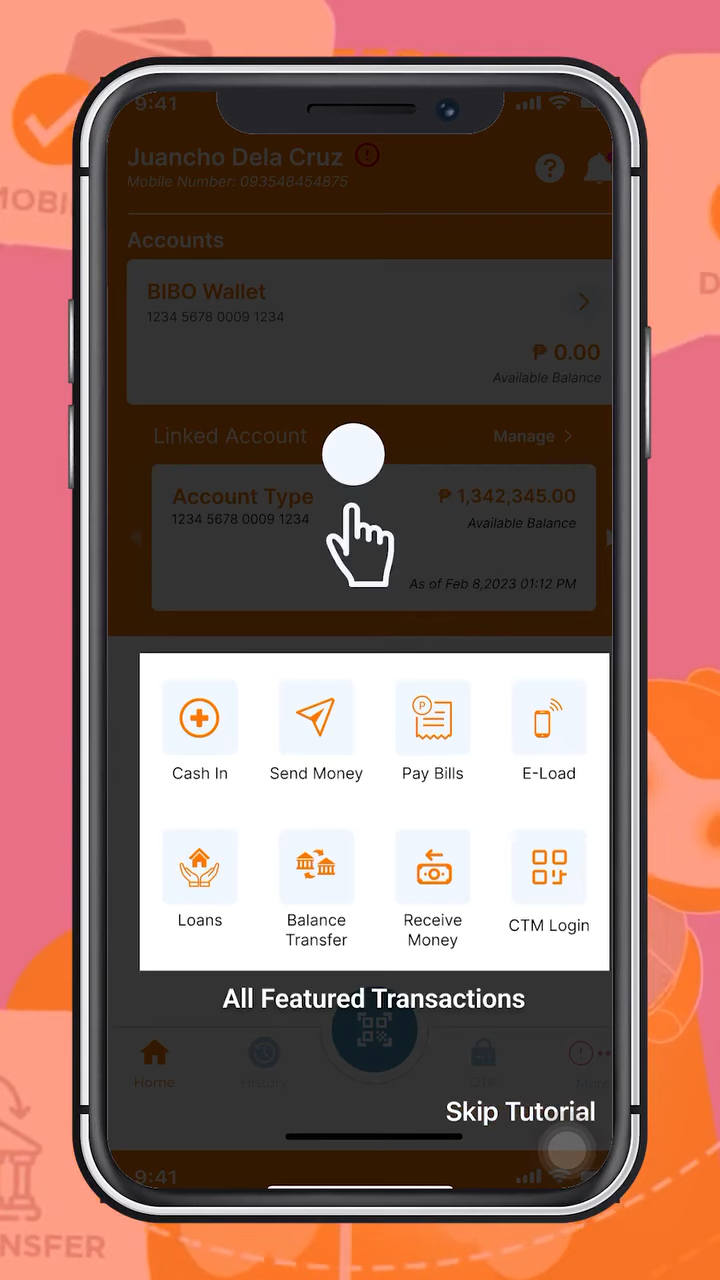 9:41
Juancho Dela Cruz
Mobile Number: 093548454875
Accounts
BIBO Wallet
1234 5678 0009 1234
₱ 0.00
Available Balance
Linked Account
Manage >
Account Type
₱ 1,342,345.00
1234 5678 0009 1234
Available Balance
As of Feb 8,2023 01:12 PM
Cash In
Send Money
Pay Bills
E-Load
Loans
Balance
Transfer
Receive
Money
CTM Login
All Featured Transactions
Home
History
OTP
More
Skip Tutorial
9:41
NSFER